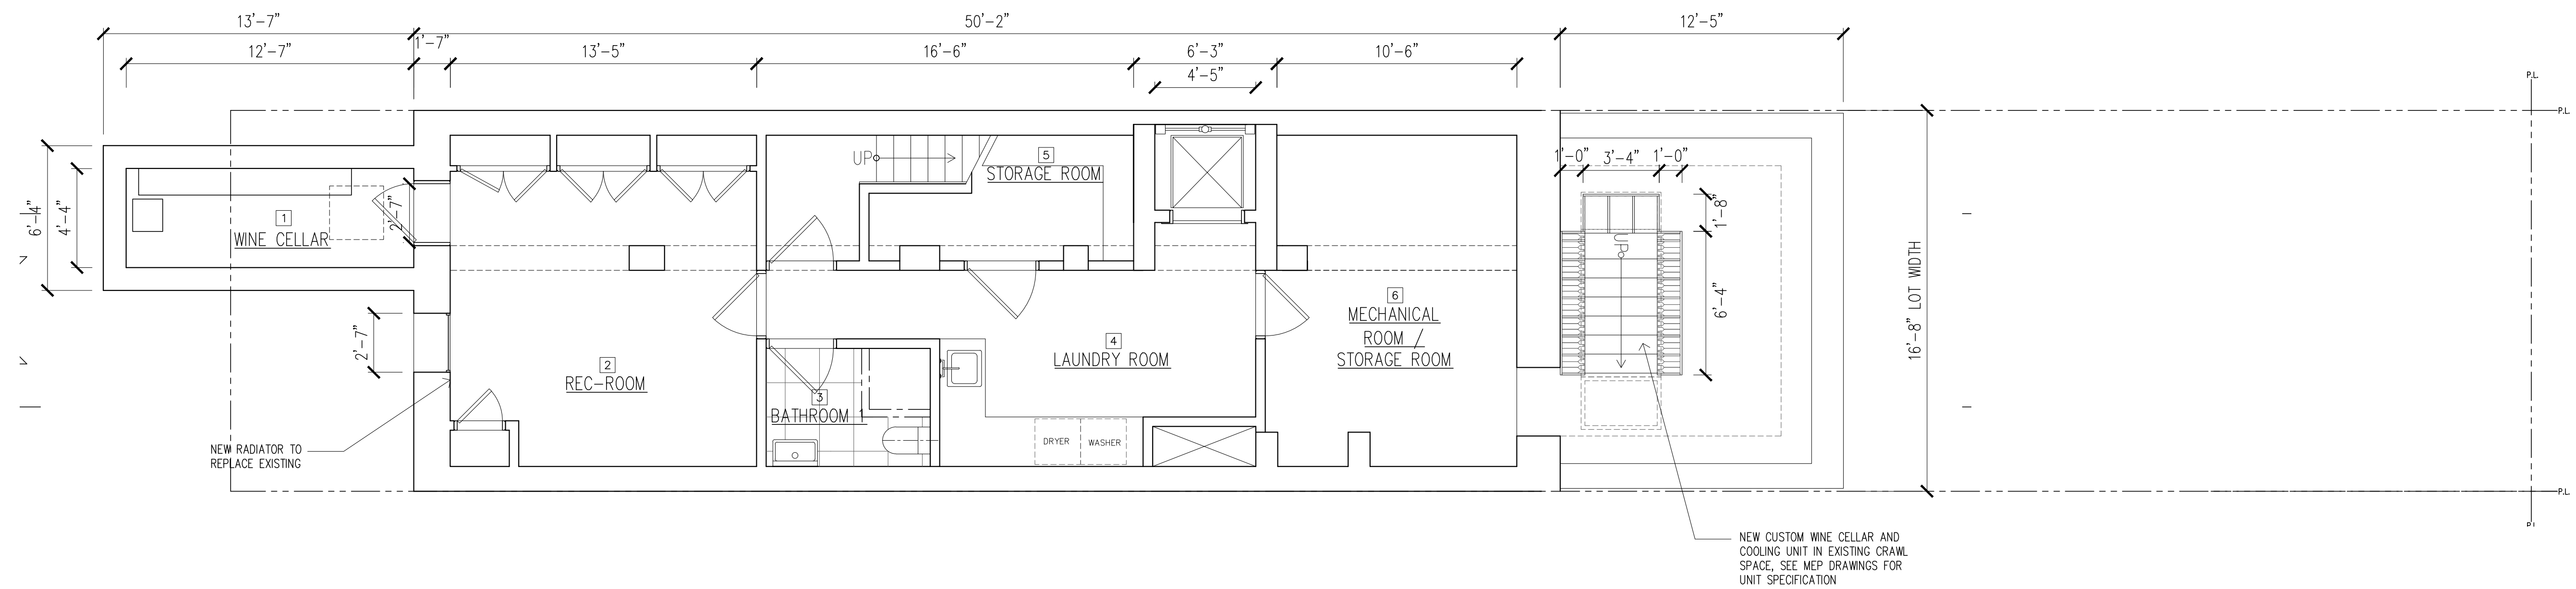 13'-7"
50'-2"
12'-5"
12'-7"
1'-7"
13'-5"
16'-6"
6'-3"
10'-6"
4'-5"
P.L.
P.L.
UP
5
STORAGE ROOM
1'-0"
3'-4"
1'-0"
6'-4"
4'-4"
2'-7"
1
WINE CELLAR
1'-8"
UP
16'-8" LOT WIDTH
6'-4"
2'-7"
6
MECHANICAL
ROOM /
STORAGE ROOM
4
LAUNDRY ROOM
2
REC-ROOM
3
BATHROOM 1
DRYER
WASHER
NEW RADIATOR TO
REPLACE EXISTING
P.L.
P.L.
NEW CUSTOM WINE CELLAR AND
COOLING UNIT IN EXISTING CRAWL
SPACE, SEE MEP DRAWINGS FOR
UNIT SPECIFICATION